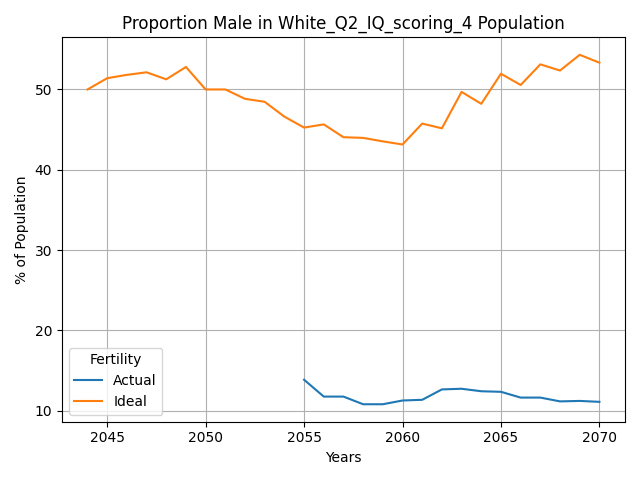 Proportion Male in White_Q2_IQ_scoring_4 Population
% of Population
50
40
30
20
10
Fertility
Actual
Ideal
2045 2050 2055 2060 2065 2070
Years